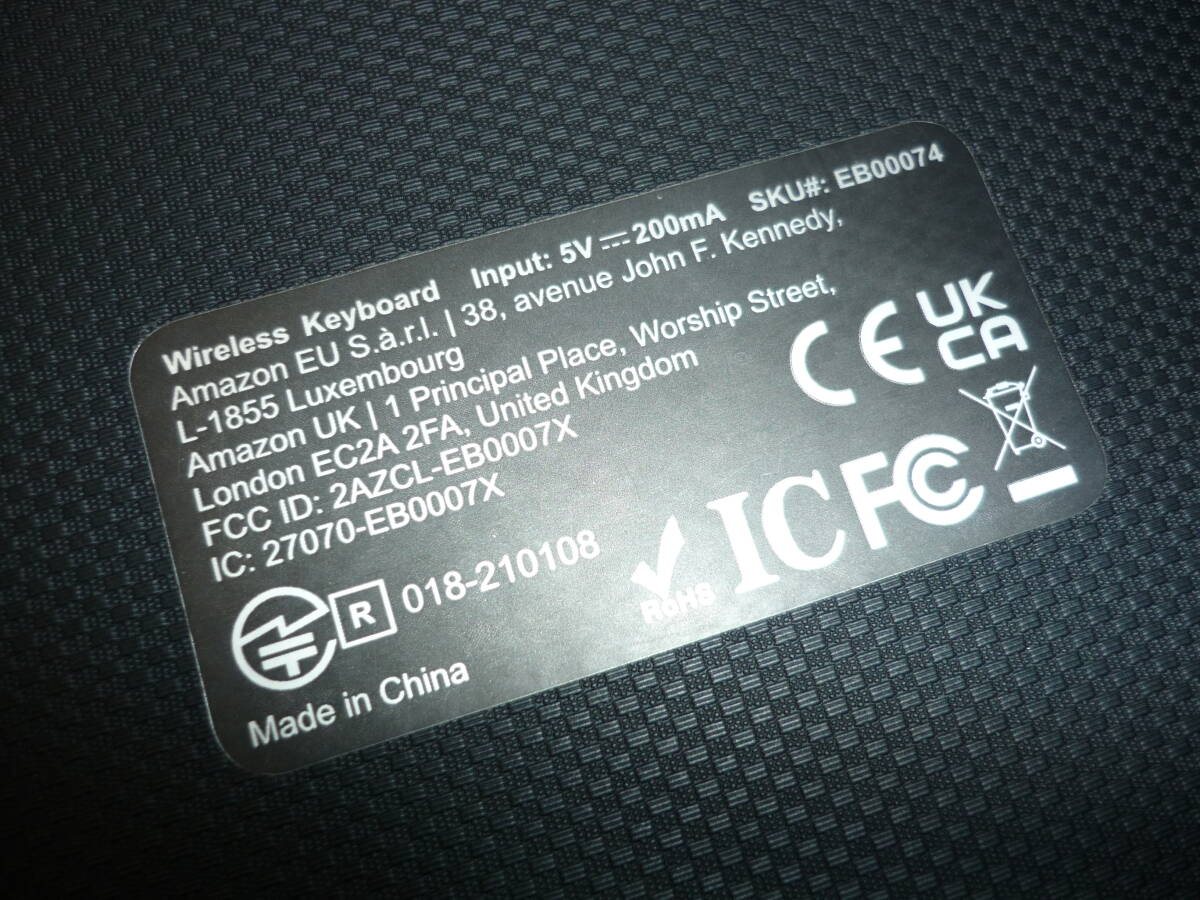 Wireless Keyboard Input: 5V ⎓ 200mA SKU#: EB00074
Amazon EU S.à.r.l. | 38, avenue John F. Kennedy,
L-1855 Luxembourg
Amazon UK | 1 Principal Place, Worship Street,
London EC2A 2FA, United Kingdom
FCC ID: 2AZCL-EB0007X
IC: 27070-EB0007X
CE UK CA
R 018-210108
RoHS IC FC
Made in China